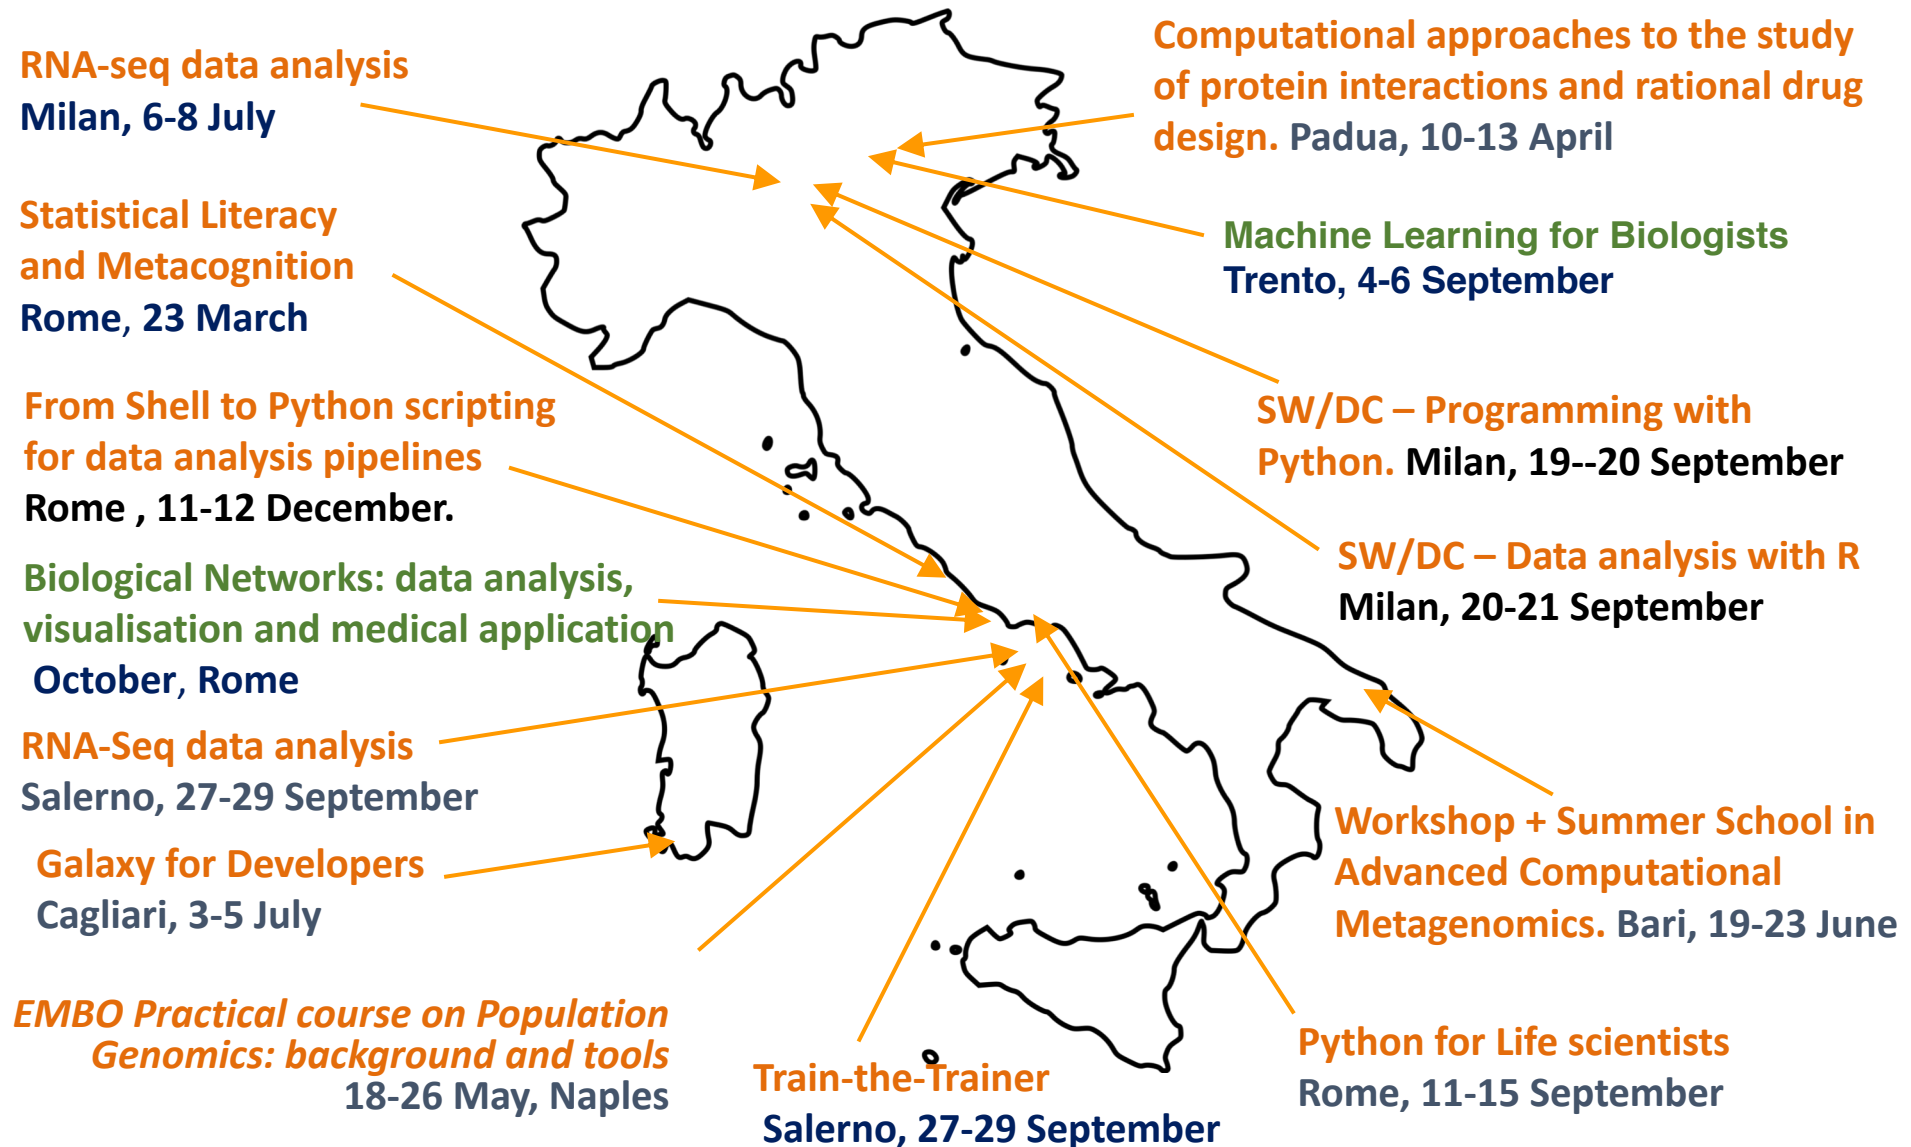 RNA-seq data analysis
Milan, 6-8 July
Statistical Literacy
and Metacognition
Rome, 23 March
From Shell to Python scripting
for data analysis pipelines
Rome , 11-12 December.
Biological Networks: data analysis,
visualisation and medical application
October, Rome
RNA-Seq data analysis
Salerno, 27-29 September
Galaxy for Developers
Cagliari, 3-5 July
EMBO Practical course on Population
Genomics: background and tools
18-26 May, Naples
Train-the-Trainer
Salerno, 27-29 September
Computational approaches to the study
of protein interactions and rational drug
design. Padua, 10-13 April
Machine Learning for Biologists
Trento, 4-6 September
SW/DC – Programming with
Python. Milan, 19--20 September
SW/DC – Data analysis with R
Milan, 20-21 September
Workshop + Summer School in
Advanced Computational
Metagenomics. Bari, 19-23 June
Python for Life scientists
Rome, 11-15 September